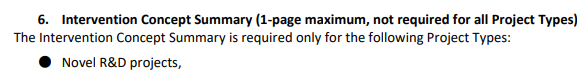 6. Intervention Concept Summary (1-page maximum, not required for all Project Types)
The Intervention Concept Summary is required only for the following Project Types:
● Novel R&D projects,